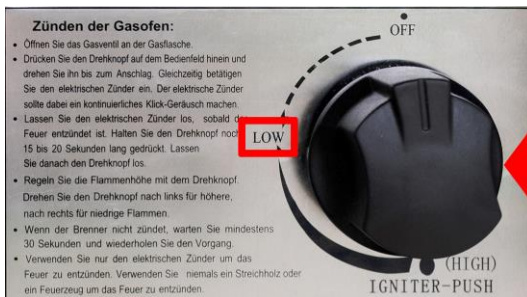 Zünden der Gasofen:
• Öffnen Sie das Gasventil an der Gasflasche.
• Drücken Sie den Drehknopf auf dem Bedienfeld hinein und
drehen Sie ihn bis zum Anschlag. Gleichzeitig betätigen
Sie den elektrischen Zünder ein. Der elektrische Zünder
sollte dabei ein kontinuierliches Klick-Geräusch machen.
• Lassen Sie den elektrischen Zünder los, sobald
Feuer entzündet ist. Halten Sie den Drehknopf noch
15 bis 20 Sekunden lang gedrückt. Lassen
Sie danach den Drehknopf los.
• Regeln Sie die Flammenhöhe mit dem Drehknopf.
Drehen Sie den Drehknopf nach links für höhere,
nach rechts für niedrige Flammen.
• Wenn der Brenner nicht zündet, warten Sie mindestens
30 Sekunden und wiederholen Sie den Vorgang.
• Verwenden Sie nur den elektrischen Zünder um das
Feuer zu entzünden. Verwenden Sie niemals ein Streichholz oder
ein Feuerzeug um das Feuer zu entzünden.
OFF
LOW
(HIGH)
IGNITER-PUSH